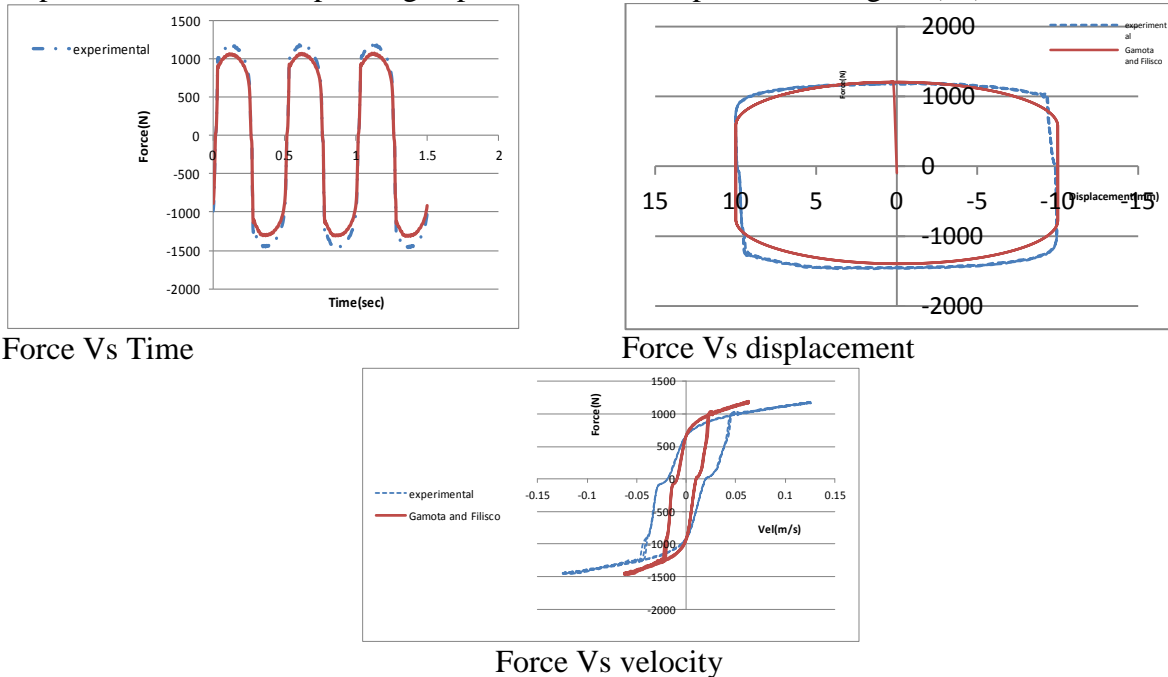 1500
1000
500
0
-500
-1000
-1500
-2000
Force(N)
0 0.5 1 1.5 2
Time(sec)
experimental
Force Vs Time
2000
1000
0
-1000
-2000
Force(N)
15 10 5 0 -5 -10 -15
Displacement(mm)
experiment
al
Gamota
and Filisco
Force Vs displacement
1500
1000
500
0
-500
-1000
-1500
-2000
Force(N)
-0.15 -0.1 -0.05 0 0.05 0.1 0.15
Vel(m/s)
experimental
Gamota and Filisco
Force Vs velocity